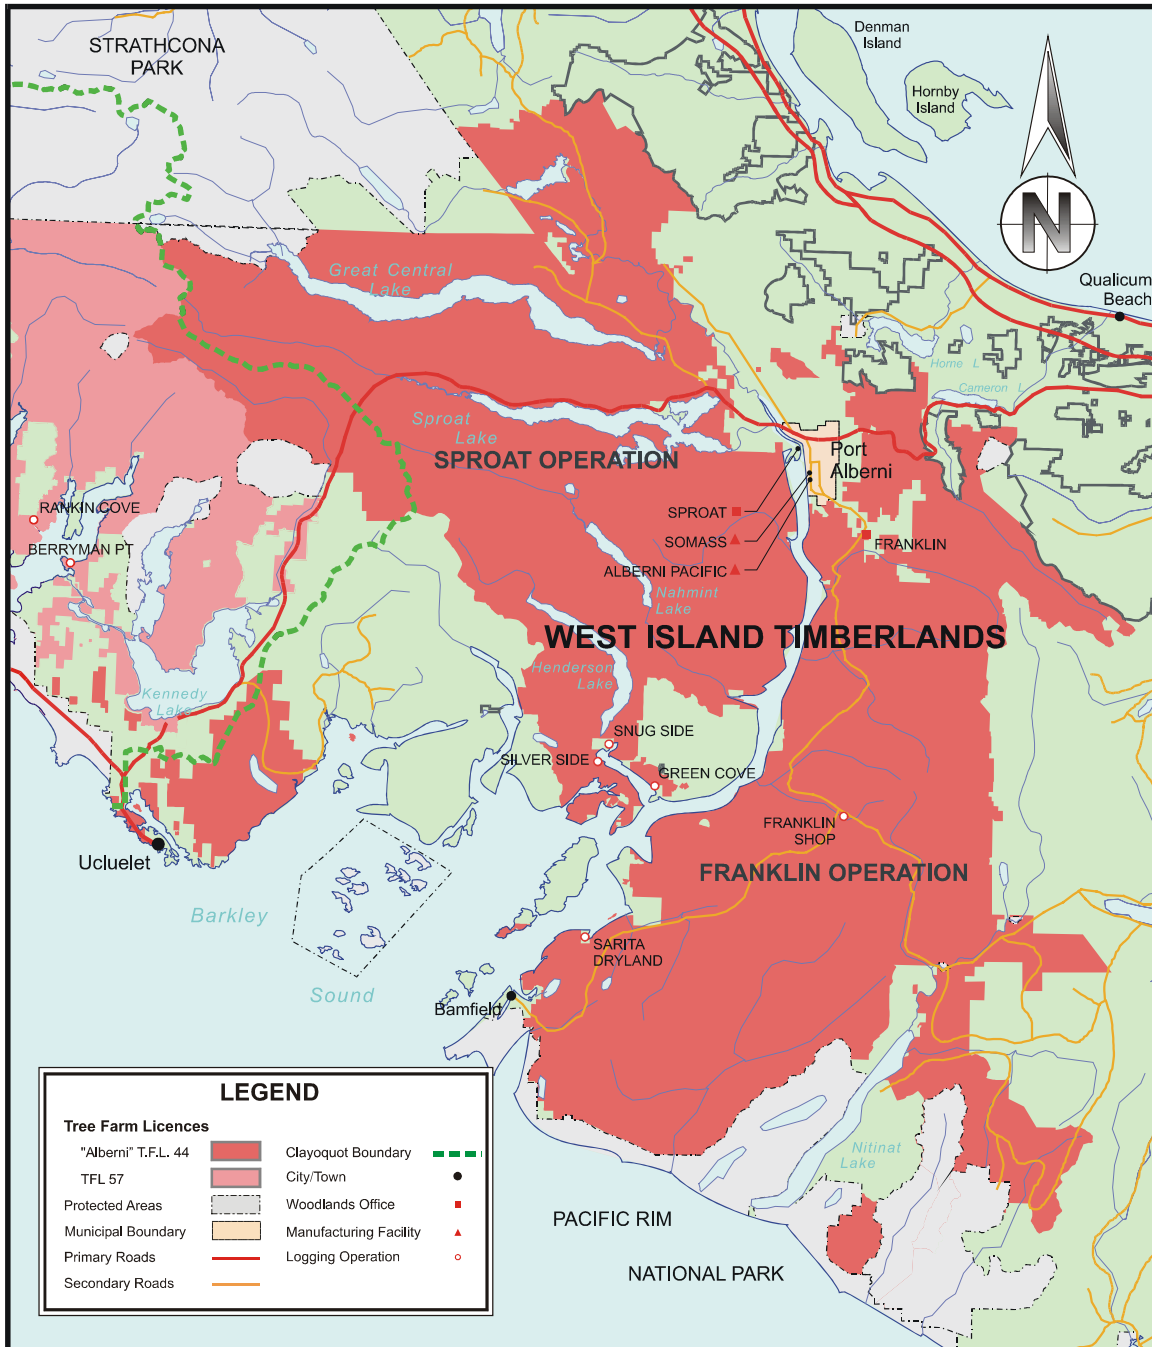 STRATHCONA
PARK
Denman
Island
Hornby
Island
N
Qualicum
Beach
Great Central
Lake
Horne L
Cameron L
Sproat
Lake
SPROAT OPERATION
Port
Alberni
RANKIN COVE
BERRYMAN PT
SPROAT
SOMASS
ALBERNI PACIFIC
FRANKLIN
Nahmint
Lake
WEST ISLAND TIMBERLANDS
Henderson
Lake
Kennedy
Lake
SNUG SIDE
SILVER SIDE
GREEN COVE
FRANKLIN
SHOP
Ucluelet
FRANKLIN OPERATION
Barkley
Sound
SARITA
DRYLAND
Bamfield
Nitinat
Lake
PACIFIC RIM
NATIONAL PARK
LEGEND
Tree Farm Licences
"Alberni" T.F.L. 44
TFL 57
Protected Areas
Municipal Boundary
Primary Roads
Secondary Roads
Clayoquot Boundary
City/Town
Woodlands Office
Manufacturing Facility
Logging Operation